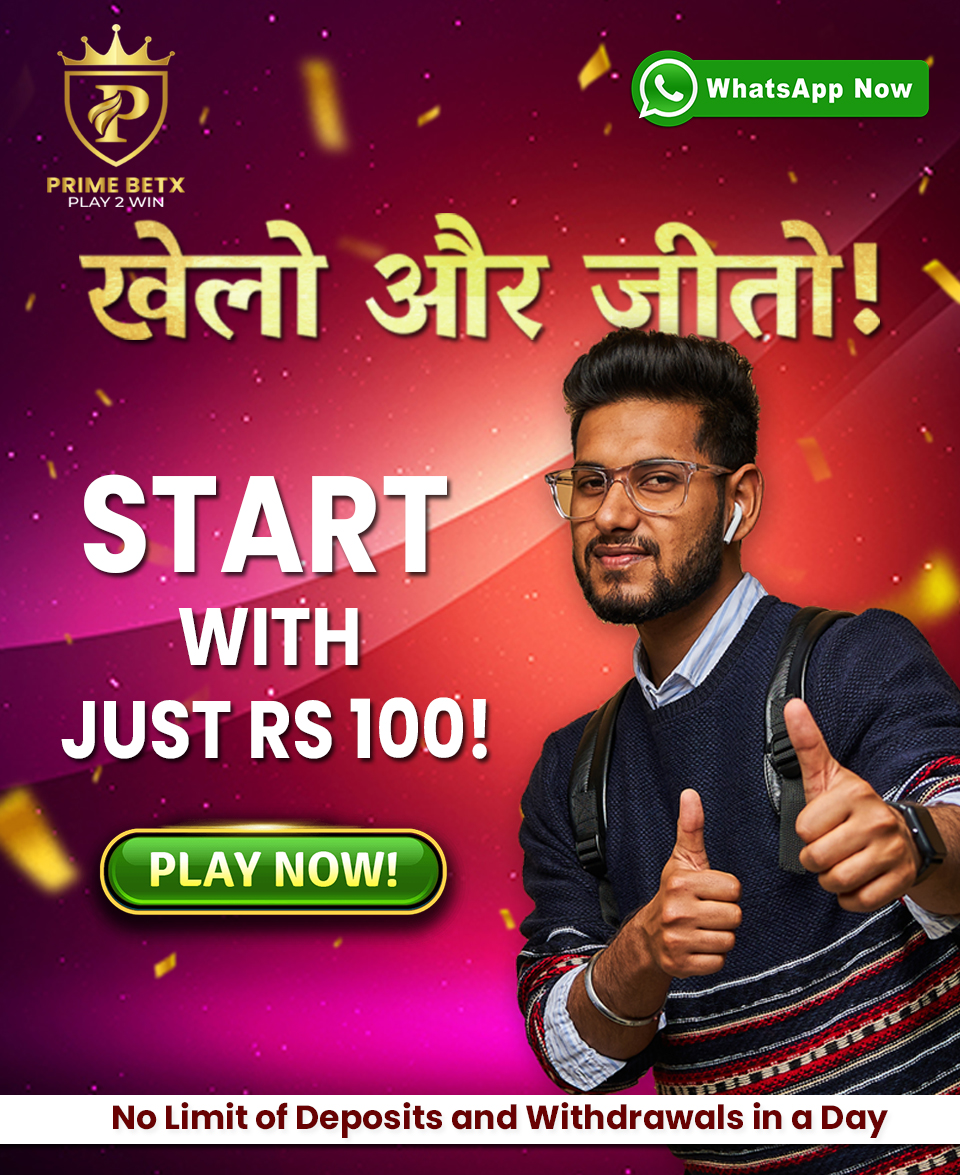 P
PRIME BETX
PLAY 2 WIN
WhatsApp Now
खेलो और जीतो!
START
WITH
JUST RS 100!
PLAY NOW!
No Limit of Deposits and Withdrawals in a Day